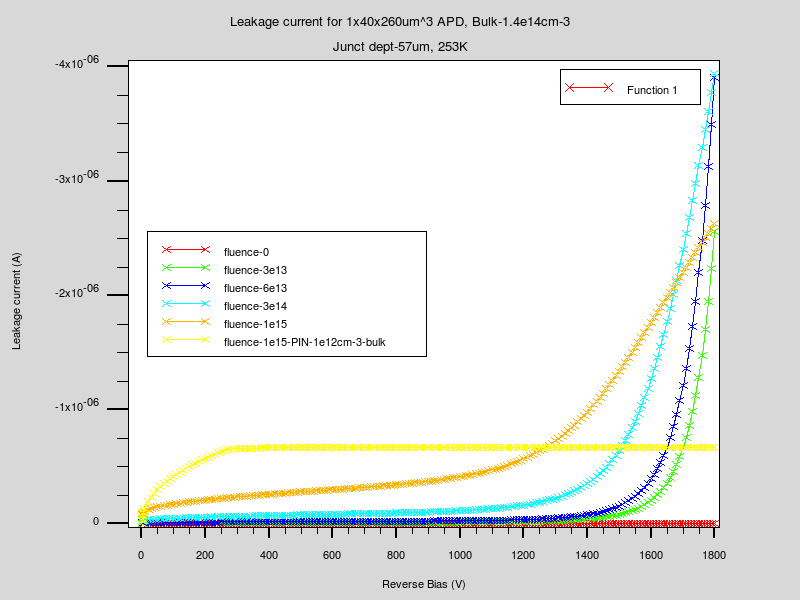 Leakage current for 1x40x260um^3 APD, Bulk-1.4e14cm-3
Junct dept-57um, 253K
Function 1
-4x10^-06
-3x10^-06
-2x10^-06
-1x10^-06
0
Leakage current (A)
fluence-0
fluence-3e13
fluence-6e13
fluence-3e14
fluence-1e15
fluence-1e15-PIN-1e12cm-3-bulk
0 200 400 600 800 1000 1200 1400 1600 1800
Reverse Bias (V)